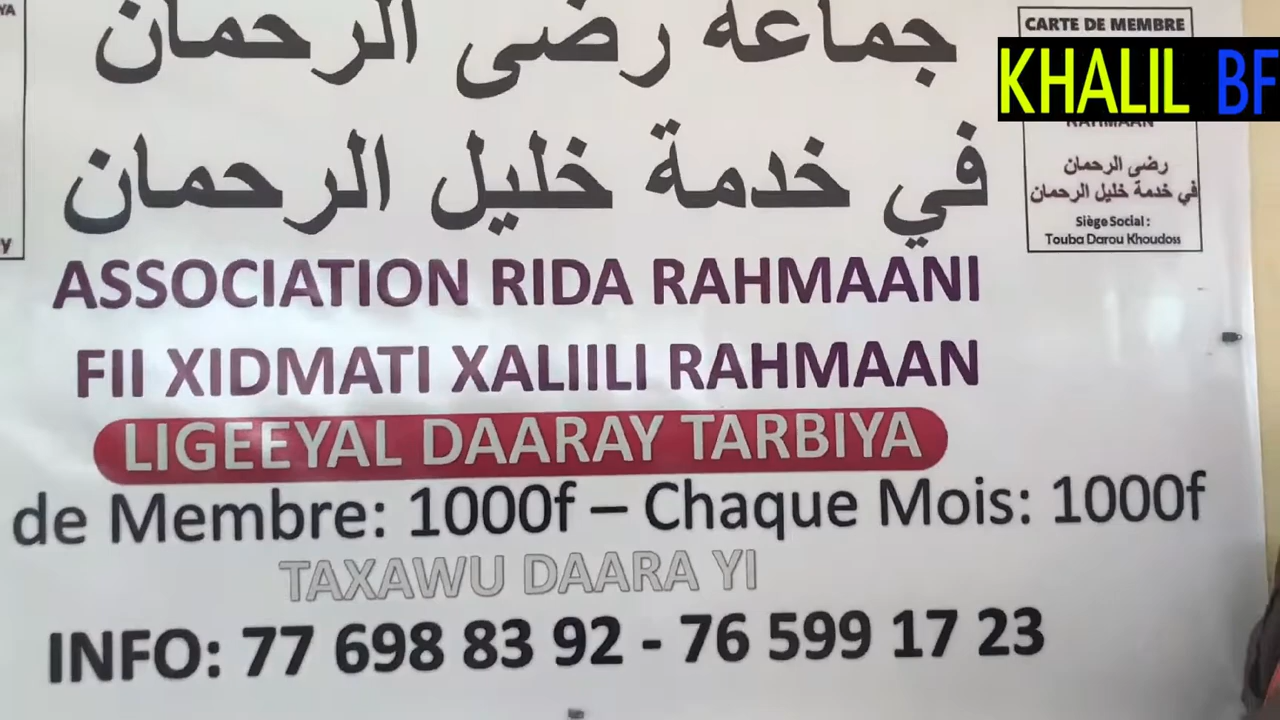 جماعه رضى الرحمان
في خدمة خليل الرحمان
ASSOCIATION RIDA RAHMAANI
FII XIDMATI XALIILI RAHMAAN
LIGEEYAL DAARAY TARBIYA
de Membre: 1000f – Chaque Mois: 1000f
TAXAWU DAARA YI
INFO: 77 698 83 92 - 76 599 17 23
CARTE DE MEMBRE
KHALIL BF
RAHMAAN
رضى الرحمان
في خدمة خليل الرحمان
Siège Social :
Touba Darou Khoudoss